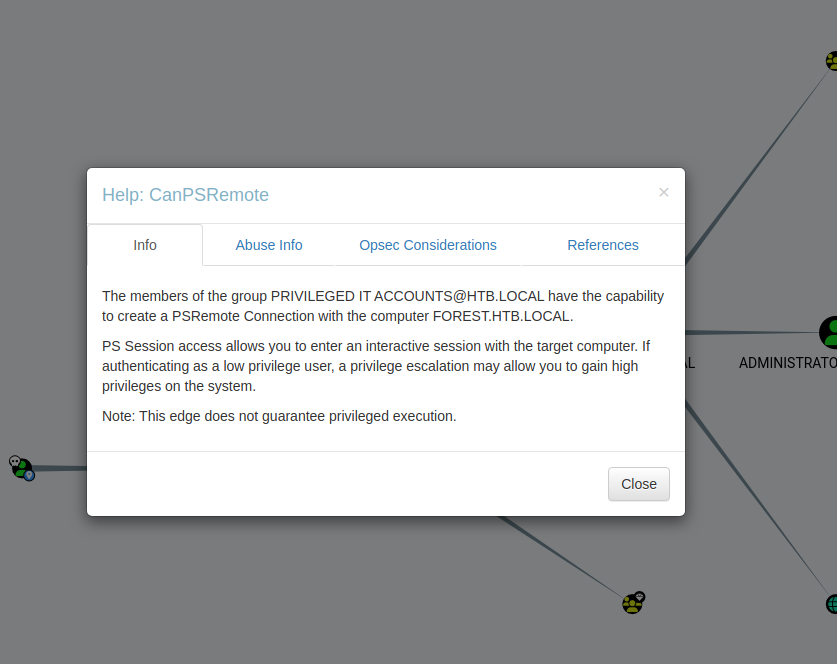 Help: CanPSRemote
×
Info
Abuse Info
Opsec Considerations
References
The members of the group PRIVILEGED IT ACCOUNTS@HTB.LOCAL have the capability
to create a PSRemote Connection with the computer FOREST.HTB.LOCAL.
PS Session access allows you to enter an interactive session with the target computer. If
authenticating as a low privilege user, a privilege escalation may allow you to gain high
privileges on the system.
Note: This edge does not guarantee privileged execution.
AL
ADMINISTRATO
Close